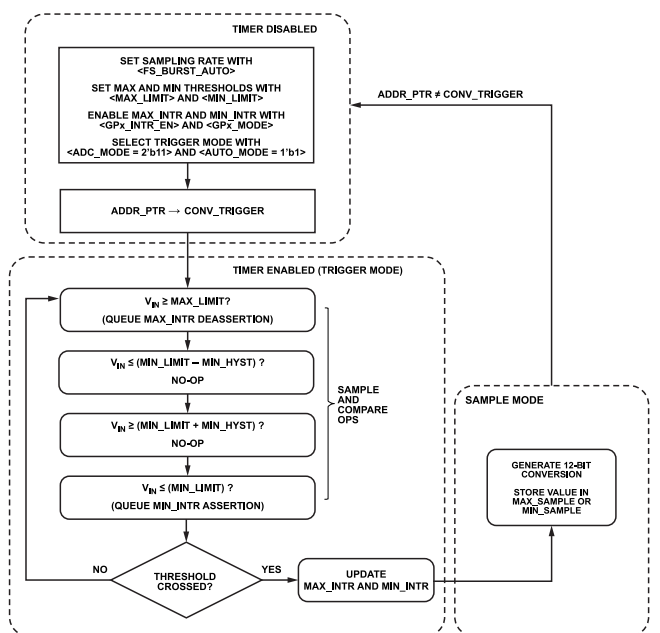 TIMER DISABLED
SET SAMPLING RATE WITH
<FS_BURST_AUTO>
SET MAX AND MIN THRESHOLDS WITH
<MAX_LIMIT> AND <MIN_LIMIT>
ENABLE MAX_INTR AND MIN_INTR WITH
<GPx_INTR_EN> AND <GPx_MODE>
SELECT TRIGGER MODE WITH
<ADC_MODE = 2'b11> AND <AUTO_MODE = 1'b1>
ADDR_PTR → CONV_TRIGGER
ADDR_PTR ≠ CONV_TRIGGER
TIMER ENABLED (TRIGGER MODE)
VIN ≥ MAX_LIMIT?
(QUEUE MAX_INTR DEASSERTION)
VIN ≤ (MIN_LIMIT – MIN_HYST) ?
NO-OP
VIN ≥ (MIN_LIMIT + MIN_HYST) ?
NO-OP
VIN ≤ (MIN_LIMIT) ?
(QUEUE MIN_INTR ASSERTION)
SAMPLE
AND
COMPARE
OPS
THRESHOLD
CROSSED?
NO
YES
UPDATE
MAX_INTR AND MIN_INTR
SAMPLE MODE
GENERATE 12-BIT
CONVERSION
STORE VALUE IN
MAX_SAMPLE OR
MIN_SAMPLE